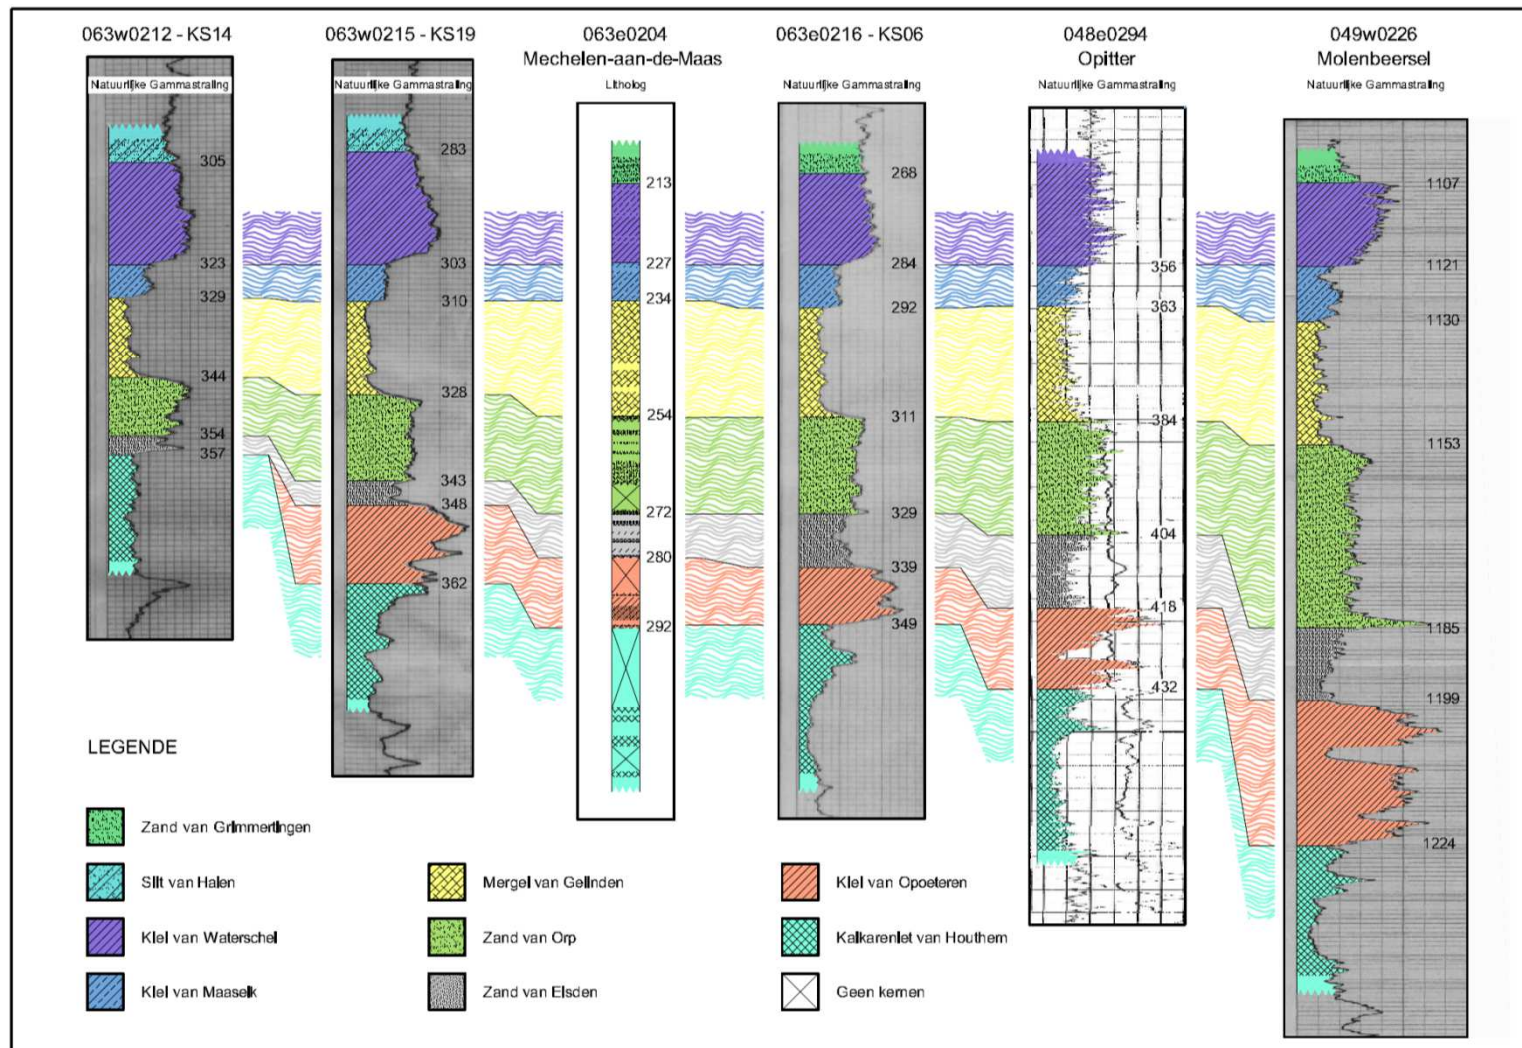 063w0212 - KS14
Natuurlijke Gammastraling
305
323
329
344
354
357
063w0215 - KS19
Natuurlijke Gammastraling
283
303
310
328
343
348
362
063e0204
Mechelen-aan-de-Maas
Litholog
213
227
234
254
272
280
292
063e0216 - KS06
Natuurlijke Gammastraling
268
284
292
311
329
339
349
048e0294
Opitter
Natuurlijke Gammastraling
356
363
384
404
418
432
049w0226
Molenbeersel
Natuurlijke Gammastraling
1107
1121
1130
1153
1185
1199
1224
LEGENDE
Zand van Grimmertingen
Silt van Halen
Klei van Waterschei
Klei van Maaseik
Mergel van Gelinden
Zand van Orp
Zand van Eisden
Klei van Opoeteren
Kalkareniet van Houthem
Geen kernen